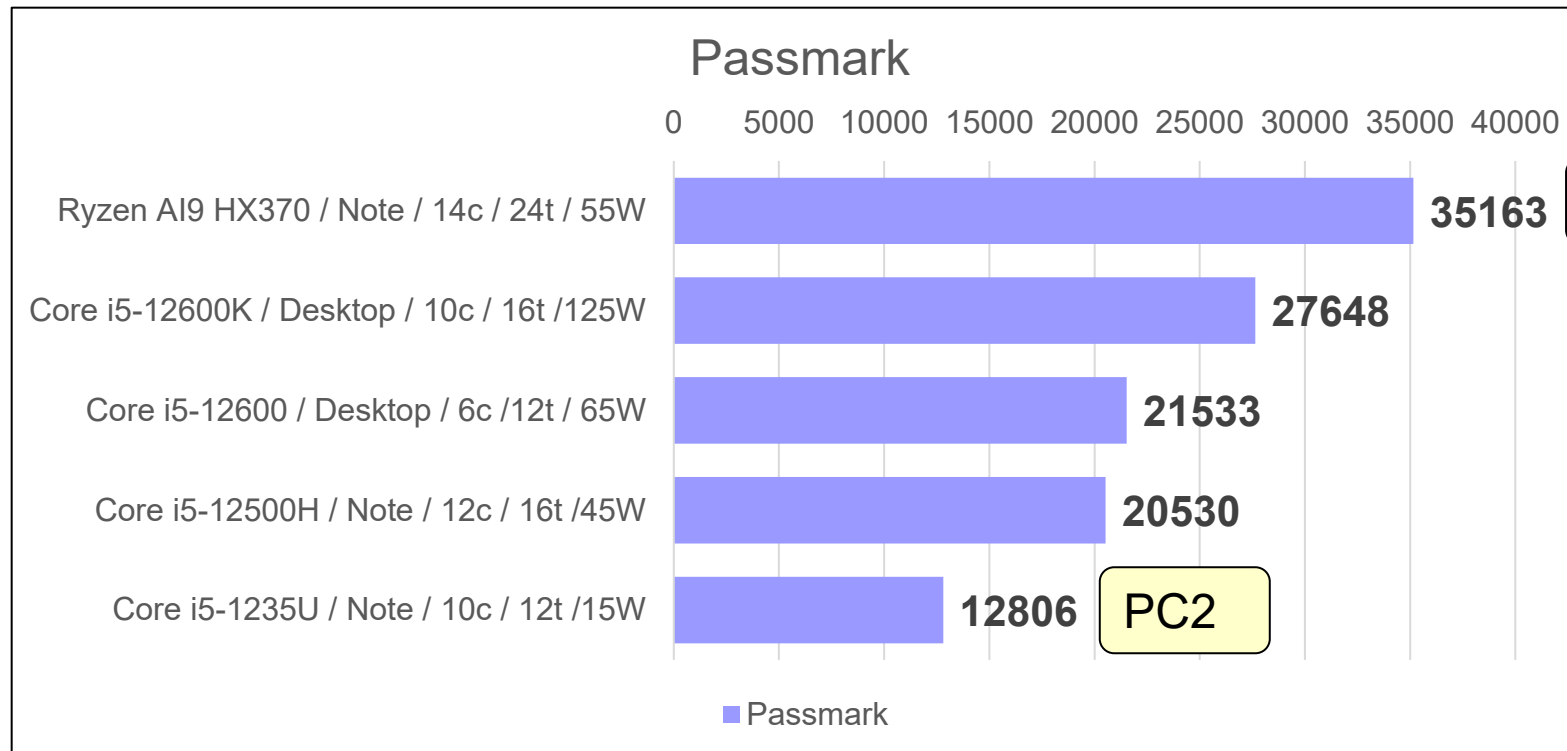 Passmark
0 5000 10000 15000 20000 25000 30000 35000 40000
Ryzen AI9 HX370 / Note / 14c / 24t / 55W 35163
Core i5-12600K / Desktop / 10c / 16t /125W 27648
Core i5-12600 / Desktop / 6c /12t / 65W 21533
Core i5-12500H / Note / 12c / 16t /45W 20530
Core i5-1235U / Note / 10c / 12t /15W 12806 PC2
Passmark